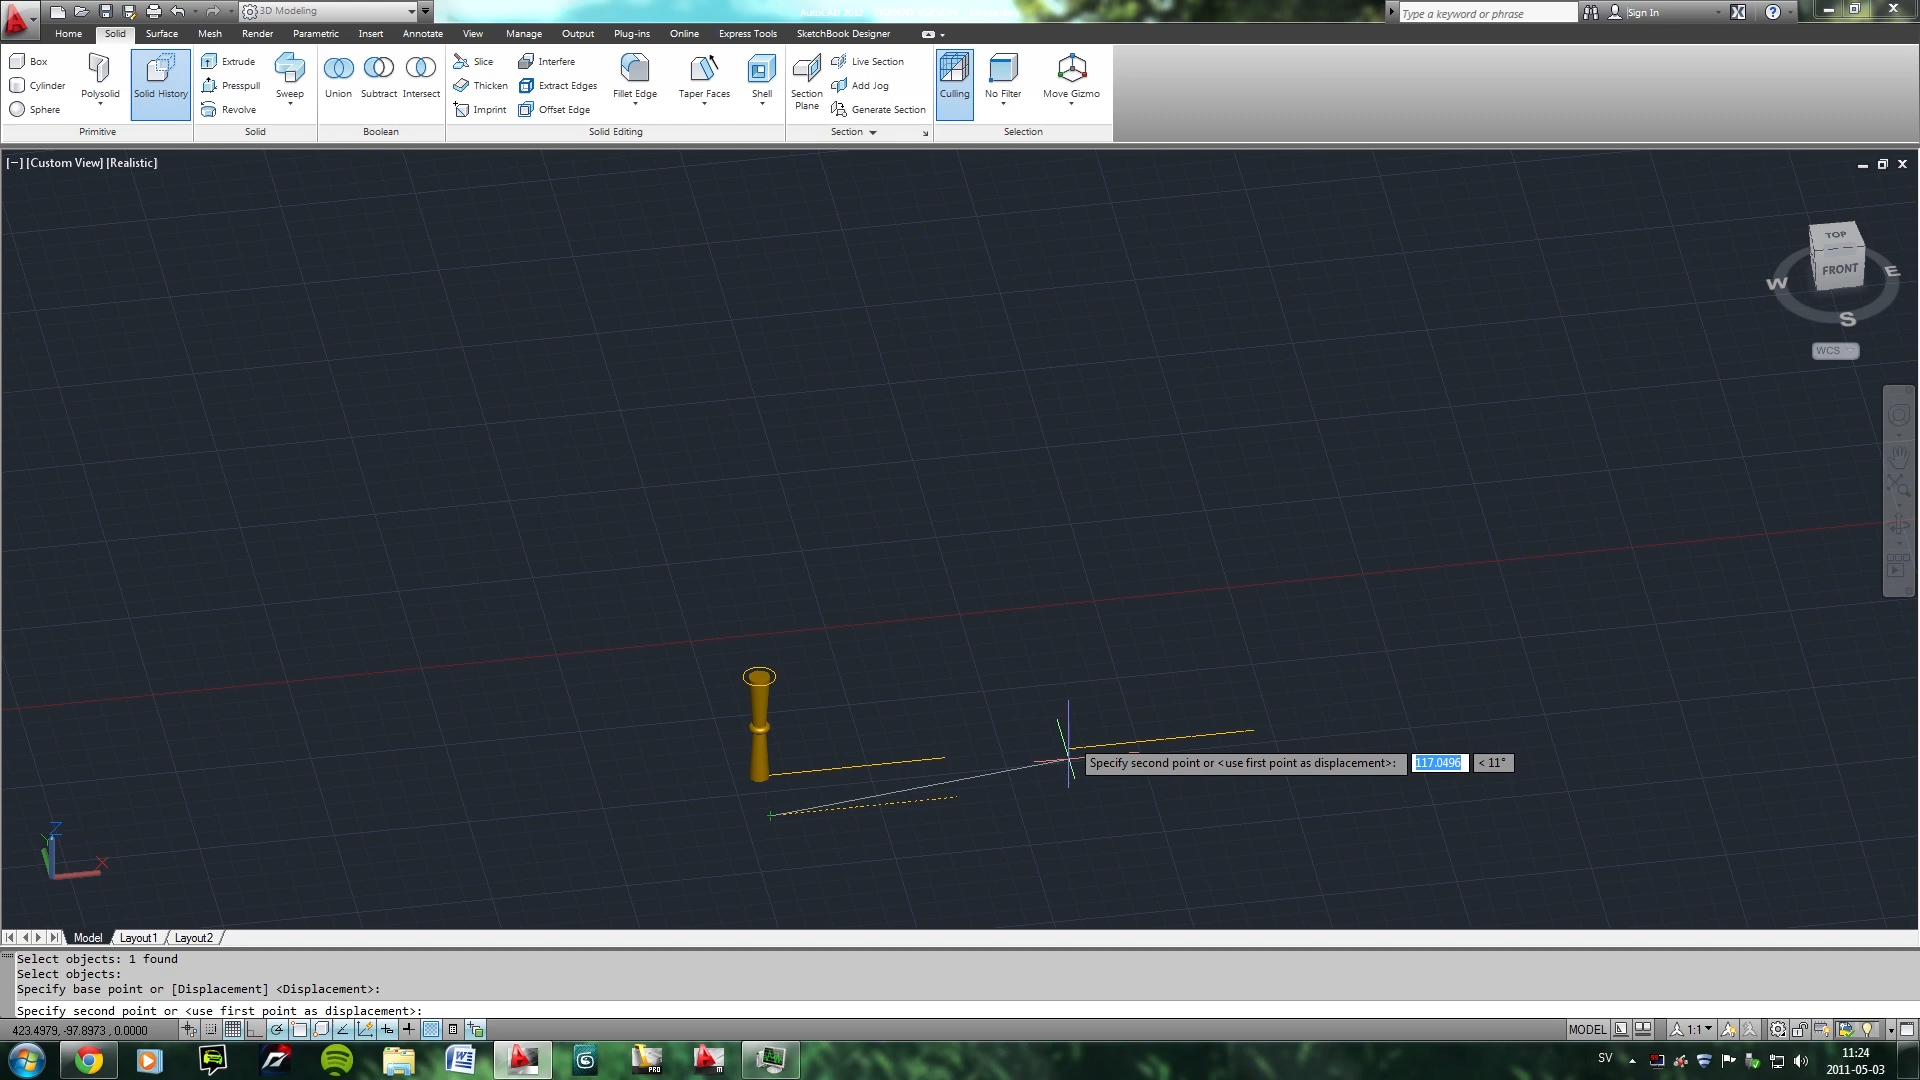 3D Modeling
Type a keyword or phrase
Sign In
Home Solid Surface Mesh Render Parametric Insert Annotate View Manage Output Plug-ins Online Express Tools SketchBook Designer
Box
Cylinder
Sphere
Polysolid
Solid History
Primitive
Extrude
Presspull
Revolve
Sweep
Solid
Union Subtract Intersect
Boolean
Slice
Thicken
Imprint
Interfere
Extract Edges
Offset Edge
Fillet Edge
Taper Faces
Shell
Solid Editing
Section
Plane
Live Section
Add Jog
Generate Section
Section
Culling
No Filter
Move Gizmo
Selection
[−] [Custom View] [Realistic]
TOP
FRONT
W
E
S
WCS
Specify second point or <use first point as displacement>: 117.0496 < 11°
Z
Y
X
Model Layout1 Layout2
Select objects: 1 found
Select objects:
Specify base point or [Displacement] <Displacement>:
Specify second point or <use first point as displacement>:
423.4979, -97.8973 , 0.0000
MODEL
1:1
PRO
m
SV
11:24
2011-05-03